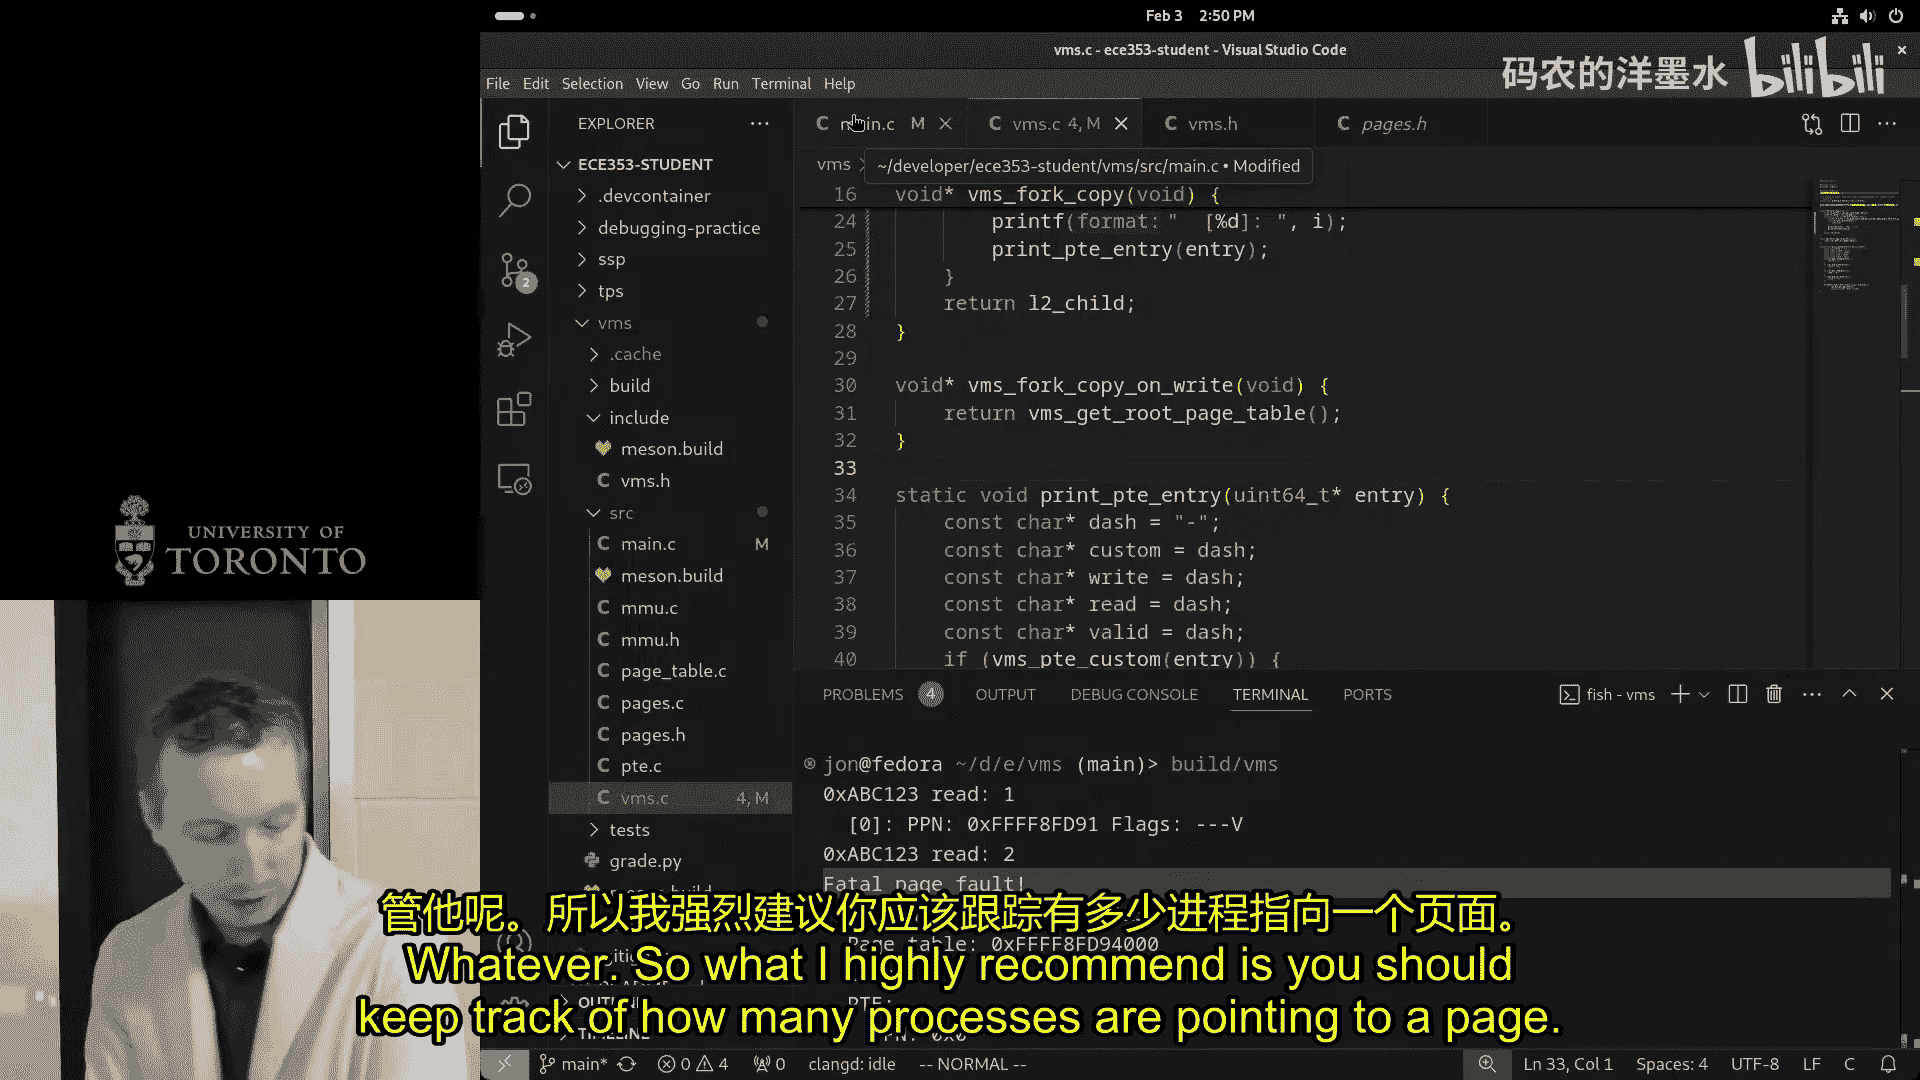 Feb 3 2:50 PM
vms.c - ece353-student - Visual Studio Code
码农的洋墨水 bilibili
File Edit Selection View Go Run Terminal Help
EXPLORER
C main.c M
C vms.c 4, M
C vms.h
C pages.h
ECE353-STUDENT
.devcontainer
debugging-practice
ssp
tps
vms
.cache
build
include
meson.build
C vms.h
src
C main.c M
meson.build
C mmu.c
C mmu.h
C page_table.c
C pages.c
C pages.h
C pte.c
C vms.c 4, M
tests
grade.py
2
vms
~/developer/ece353-student/vms/src/main.c • Modified
16 void* vms_fork_copy(void) {
24 printf(format: " [%d]: ", i);
25 print_pte_entry(entry);
26 }
27 return l2_child;
28 }
29
30 void* vms_fork_copy_on_write(void) {
31 return vms_get_root_page_table();
32 }
33
34 static void print_pte_entry(uint64_t* entry) {
35 const char* dash = "-";
36 const char* custom = dash;
37 const char* write = dash;
38 const char* read = dash;
39 const char* valid = dash;
40 if (vms_pte_custom(entry)) {
PROBLEMS 4 OUTPUT DEBUG CONSOLE TERMINAL PORTS
fish - vms
jon@fedora ~/d/e/vms (main)> build/vms
0xABC123 read: 1
[0]: PPN: 0xFFFF8FD91 Flags: ---V
0xABC123 read: 2
Fatal page fault!
Page table: 0xFFFF8FD94000
UNIVERSITY OF
TORONTO
管他呢。所以我强烈建议你应该跟踪有多少进程指向一个页面。
Whatever. So what I highly recommend is you should
keep track of how many processes are pointing to a page.
main* 0 4 0 clangd: idle -- NORMAL -- Ln 33, Col 1 Spaces: 4 UTF-8 LF C